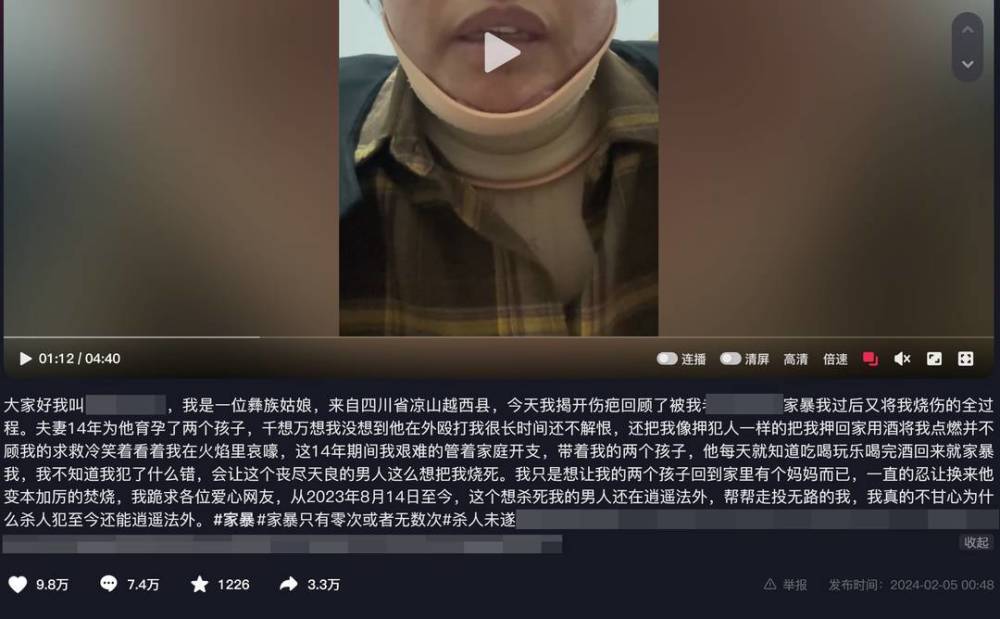 01:12 / 04:40
连播
清屏
高清
倍速
大家好我叫 ，我是一位彝族姑娘，来自四川省凉山越西县，今天我揭开伤疤回顾了被我 家暴我过后又将我烧伤的全过
程。夫妻14年为他育孕了两个孩子，千想万想我没想到他在外殴打我很长时间还不解恨，还把我像押犯人一样的把我押回家用酒将我点燃并不
顾我的求救冷笑着看着我在火焰里哀嚎，这14年期间我艰难的管着家庭开支，带着我的两个孩子，他每天就知道吃喝玩乐喝完酒回来就家暴
我，我不知道我犯了什么错，会让这个丧尽天良的男人这么想把我烧死。我只是想让我的两个孩子回到家里有个妈妈而已，一直的忍让换来他
变本加厉的焚烧，我跪求各位爱心网友，从2023年8月14日至今，这个想杀死我的男人还在逍遥法外，帮帮走投无路的我，我真的不甘心为什
么杀人犯至今还能逍遥法外。#家暴#家暴只有零次或者无数次#杀人未遂
收起
9.8万
7.4万
1226
3.3万
举报
发布时间：2024-02-05 00:48